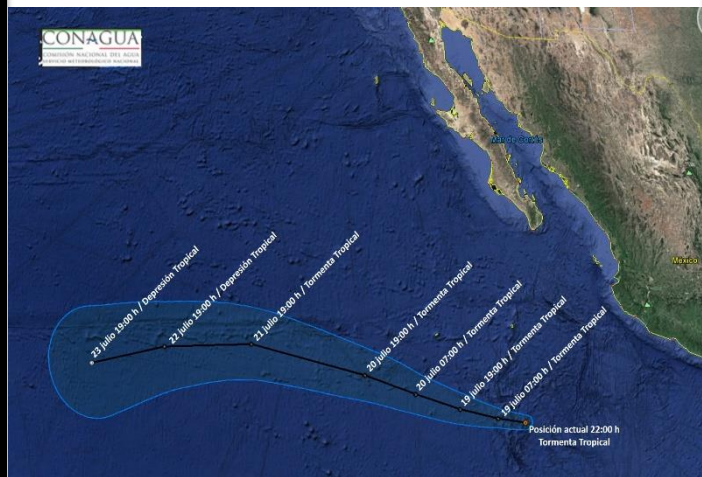 CONAGUA
COMISIÓN NACIONAL DEL AGUA
SERVICIO METEOROLÓGICO NACIONAL
Mar de Cortés
México
23 julio 19:00 h / Depresión Tropical
22 julio 19:00 h / Depresión Tropical
21 julio 19:00 h / Tormenta Tropical
20 julio 19:00 h / Tormenta Tropical
20 julio 07:00 h / Tormenta Tropical
19 julio 19:00 h / Tormenta Tropical
19 julio 07:00 h / Tormenta Tropical
Posición actual 22:00 h
Tormenta Tropical